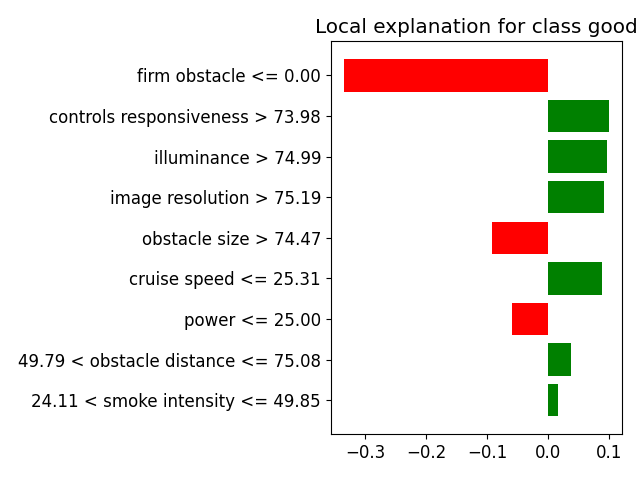 Local explanation for class good
firm obstacle <= 0.00
controls responsiveness > 73.98
illuminance > 74.99
image resolution > 75.19
obstacle size > 74.47
cruise speed <= 25.31
power <= 25.00
49.79 < obstacle distance <= 75.08
24.11 < smoke intensity <= 49.85
−0.3 −0.2 −0.1 0.0 0.1